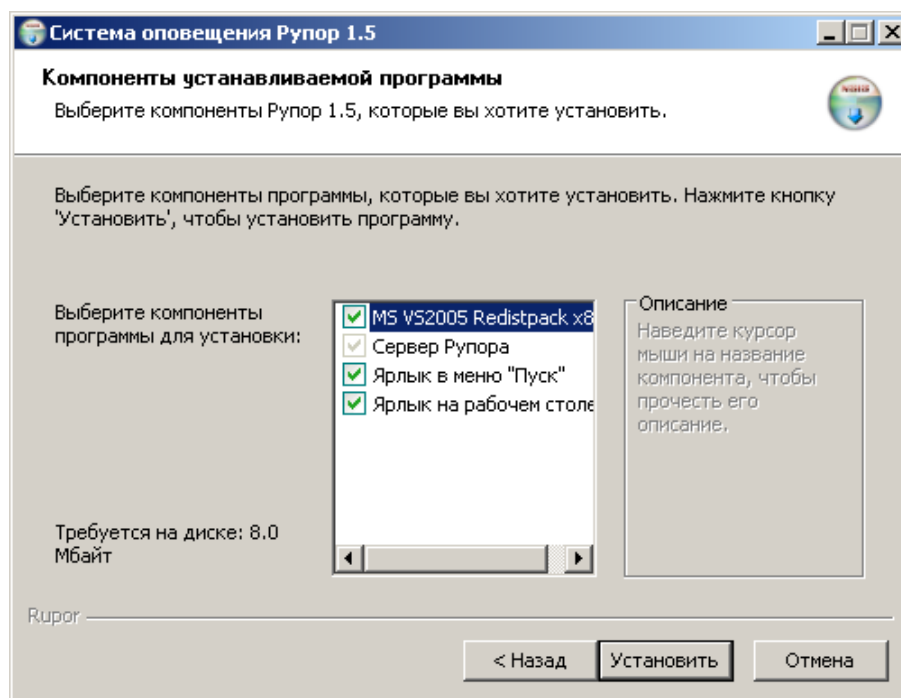 Система оповещения Рупор 1.5
Компоненты устанавливаемой программы
Выберите компоненты Рупор 1.5, которые вы хотите установить.
Выберите компоненты программы, которые вы хотите установить. Нажмите кнопку
'Установить', чтобы установить программу.
Выберите компоненты
программы для установки:
MS VS2005 Redistpack x8
Сервер Рупора
Ярлык в меню "Пуск"
Ярлык на рабочем столе
Описание
Наведите курсор
мыши на название
компонента, чтобы
прочесть его
описание.
Требуется на диске: 8.0
Мбайт
Rupor
< Назад
Установить
Отмена